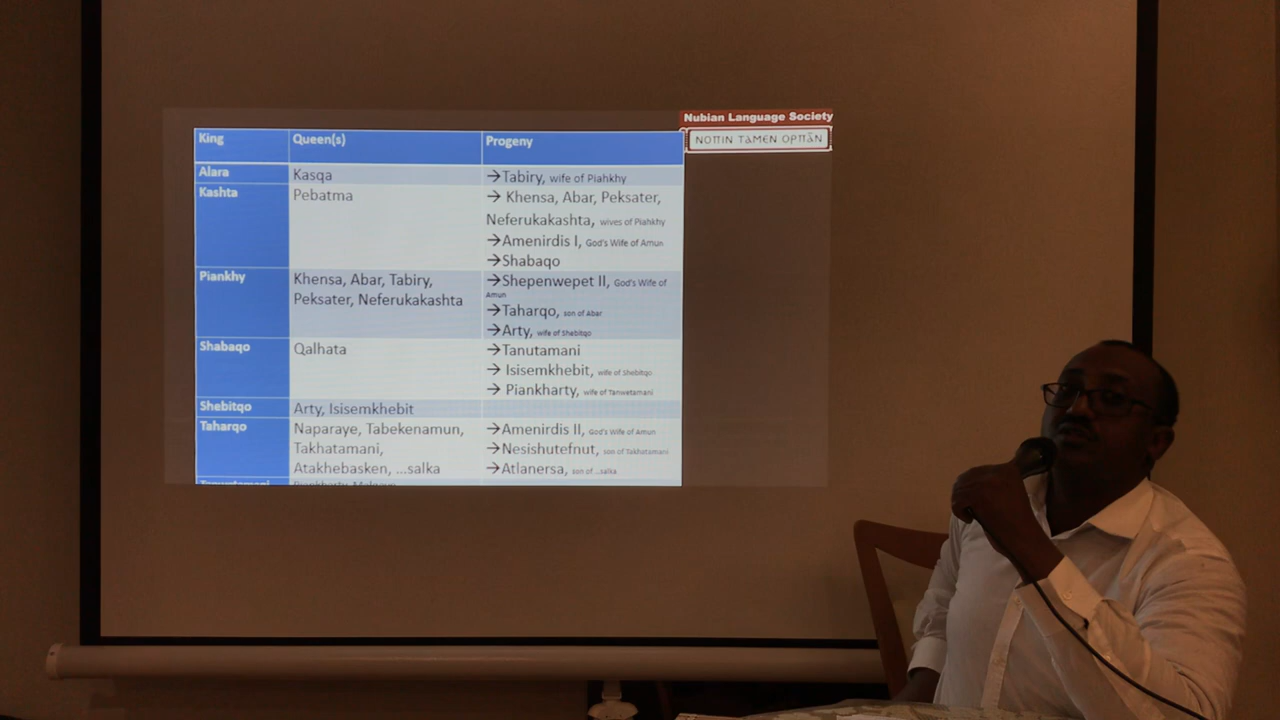 Nubian Language Society
ⲚⲞⲠⲠⲒⲚ ⲦⲀⲘⲈⲚ ⲞⲢⲠⲠⲀ̄Ⲛ
King Queen(s) Progeny
Alara Kasqa →Tabiry, wife of Piahkhy
Kashta Pebatma → Khensa, Abar, Peksater,
Neferukakashta, wives of Piahkhy
→Amenirdis I, God's Wife of Amun
→Shabaqo
Piankhy Khensa, Abar, Tabiry, →Shepenwepet II, God's Wife of
Peksater, Neferukakashta Amun
→Taharqo, son of Abar
→Arty, wife of Shebitqo
Shabaqo Qalhata →Tanutamani
→ Isisemkhebit, wife of Shebitqo
→ Piankharty, wife of Tanwetamani
Shebitqo Arty, Isisemkhebit
Taharqo Naparaye, Tabekenamun, →Amenirdis II, God's Wife of Amun
Takhatamani, →Nesishutefnut, son of Takhatamani
Atakhebasken, ...salka →Atlanersa, son of ...salka